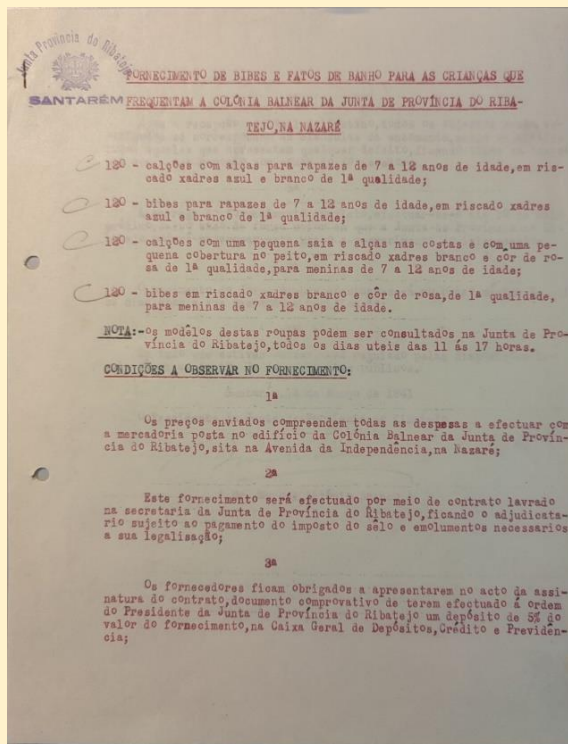 Junta Província do Ribatejo
SANTARÉM
FORNECIMENTO DE BIBES E FATOS DE BANHO PARA AS CRIANÇAS QUE
FREQUENTAM A COLÓNIA BALNEAR DA JUNTA DE PROVÍNCIA DO RIBA-
TEJO,NA NAZARÉ
120 - calções com alças para rapazes de 7 a 12 anos de idade,em ris-
cado xadres azul e branco de 1ª qualidade;
120 - bibes para rapazes de 7 a 12 anos de idade,em riscado xadres
azul e branco de 1ª qualidade;
120 - calções com uma pequena saia e alças nas costas e com uma pe-
quena cobertura no peito,em riscado xadres branco e côr de ro-
sa de 1ª qualidade,para meninas de 7 a 12 anos de idade;
120 - bibes em riscado xadres branco e côr de rosa,de 1ª qualidade,
para meninas de 7 a 12 anos de idade.
NOTA:-os modêlos destas roupas podem ser consultados na Junta de Pro-
víncia do Ribatejo,todos os dias uteis das 11 ás 17 horas.
CONDIÇÕES A OBSERVAR NO FORNECIMENTO:
1ª
Os preços enviados compreendem todas as despesas a efectuar com
a mercadoria posta no edifício da Colónia Balnear da Junta de Provín-
cia do Ribatejo,sita na Avenida da Independência,na Nazaré;
2ª
Este fornecimento será efectuado por meio de contrato lavrado
na secretaria da Junta de Província do Ribatejo,ficando o adjudicata-
rio sujeito ao pagamento do imposto do sêlo e emolumentos necessarios
a sua legalisação;
3ª
Os fornecedores ficam obrigados a apresentarem no acto da assi-
natura do contrato,documento comprovativo de terem efectuado á ordem
do Presidente da Junta de Província do Ribatejo um depósito de 5% do
valor do fornecimento,na Caixa Geral de Depósitos,Crédito e Previdên-
cia;